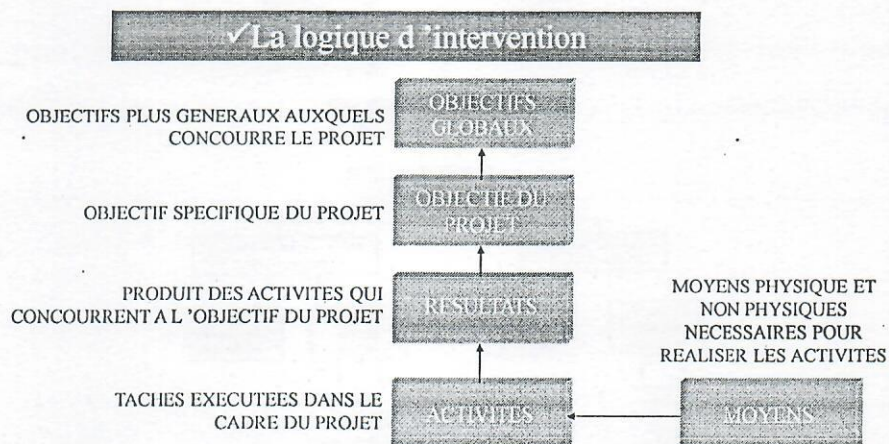 ✓La logique d 'intervention
OBJECTIFS PLUS GENERAUX AUXQUELS
CONCOURRE LE PROJET
OBJECTIFS
GLOBAUX
OBJECTIF SPECIFIQUE DU PROJET
OBJECTIF DU
PROJET
PRODUIT DES ACTIVITES QUI
CONCOURRENT A L 'OBJECTIF DU PROJET
RESULTATS
MOYENS PHYSIQUE ET
NON PHYSIQUES
NECESSAIRES POUR
REALISER LES ACTIVITES
TACHES EXECUTEES DANS LE
CADRE DU PROJET
ACTIVITES
MOYENS